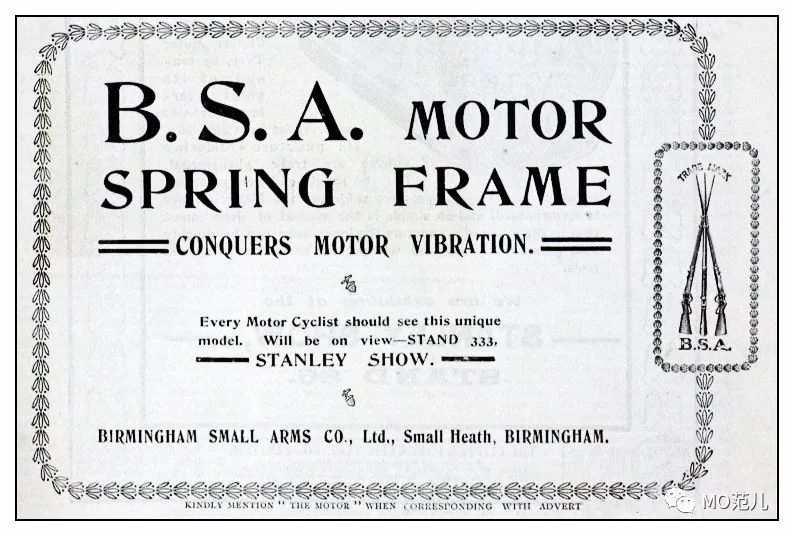 B.S.A. MOTOR
SPRING FRAME
CONQUERS MOTOR VIBRATION.
Every Motor Cyclist should see this unique
model. Will be on view—STAND 333,
STANLEY SHOW.
BIRMINGHAM SMALL ARMS CO., Ltd., Small Heath, BIRMINGHAM.
TRADE MARK
B.S.A.
KINDLY MENTION "THE MOTOR" WHEN CORRESPONDING WITH ADVERT
MO范儿